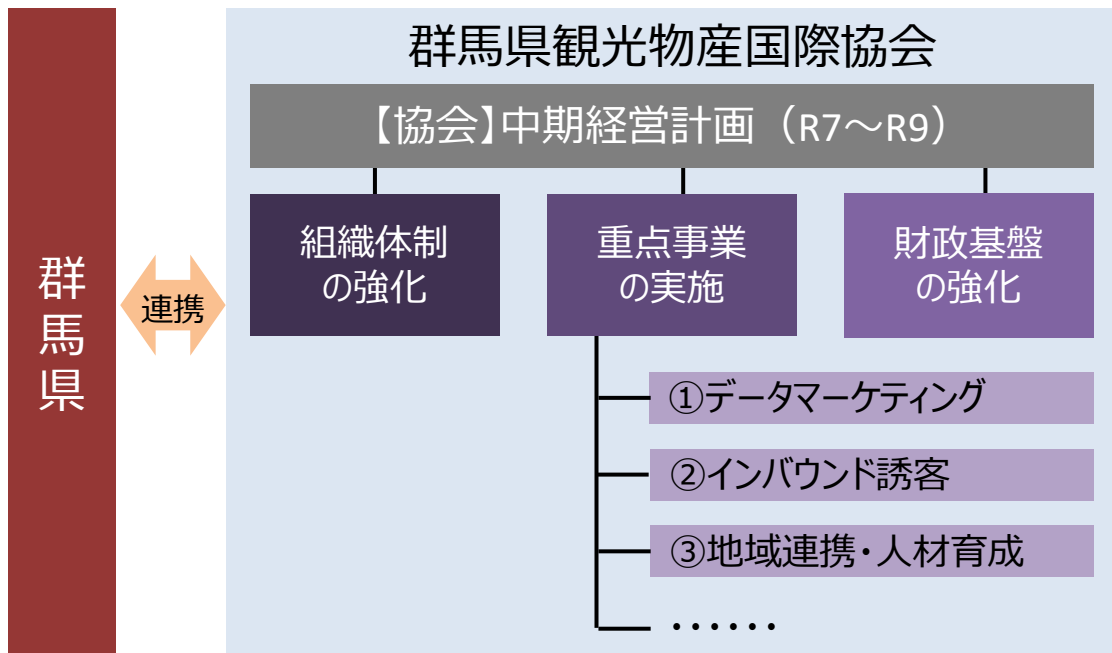 群馬県
連携
群馬県観光物産国際協会
【協会】中期経営計画（R7～R9）
組織体制
の強化
重点事業
の実施
財政基盤
の強化
①データマーケティング
②インバウンド誘客
③地域連携・人材育成
・・・・・・